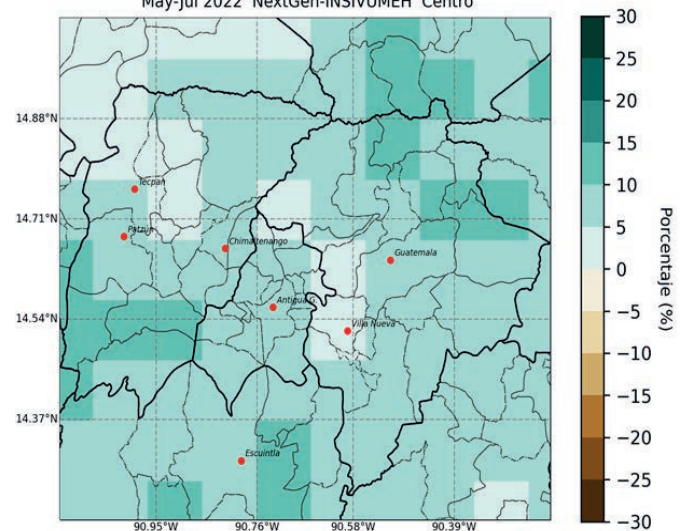 May-Jul 2022 NextGen-INSIVUMEH Centro
30
25
20
15
10
5
0
−5
−10
−15
−20
−25
−30
Porcentaje (%)
14.88°N
14.71°N
14.54°N
14.37°N
Tecpan
Patzun
Chimaltenango
Guatemala
Antigua G.
Villa Nueva
Escuintla
90.95°W
90.76°W
90.58°W
90.39°W